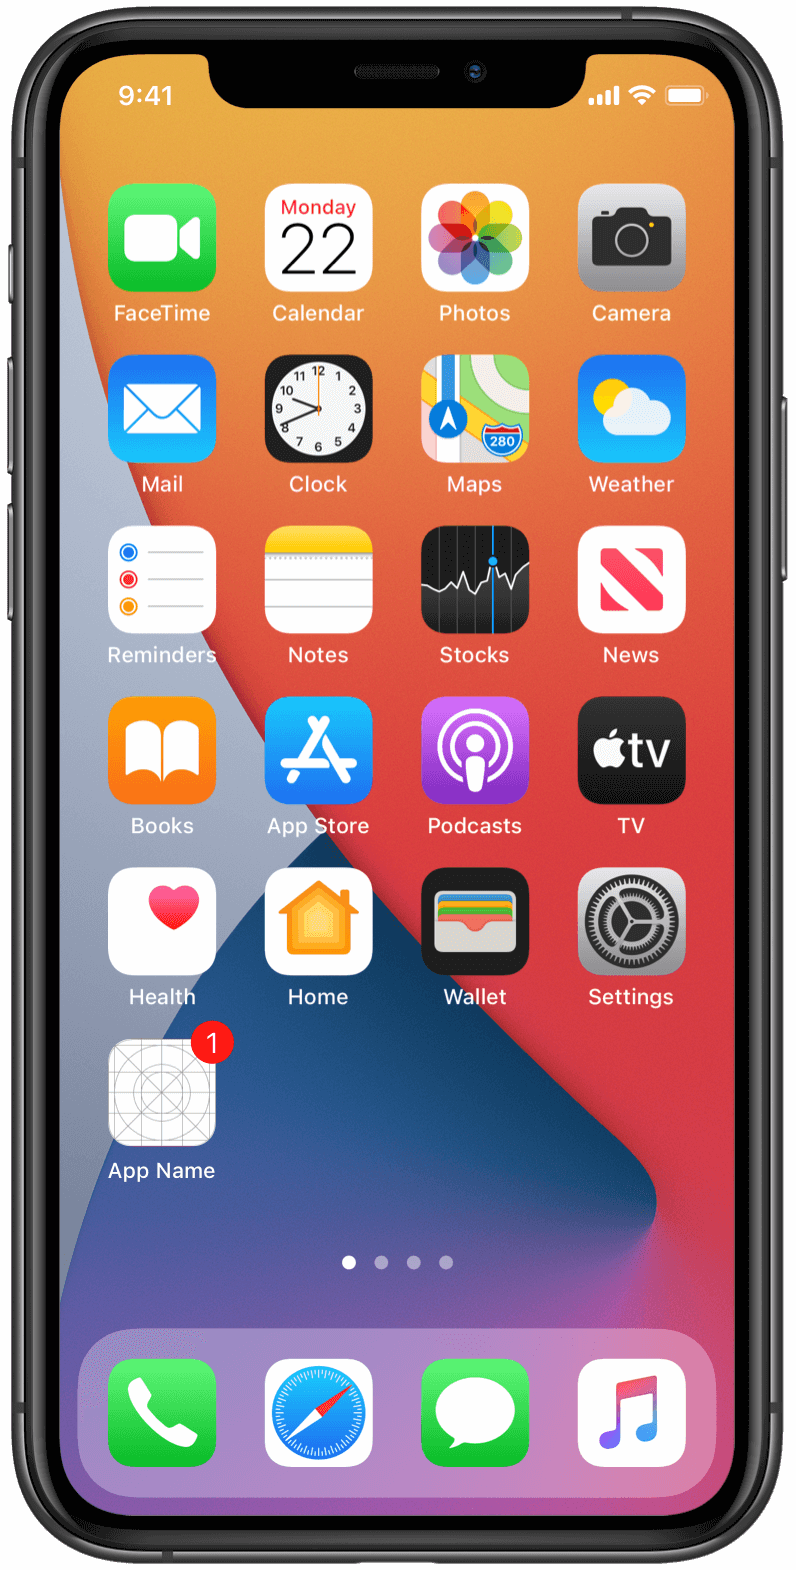 9:41
Monday
22
FaceTime
Calendar
Photos
Camera
12
11 1
10 2
9 3
8 4
7 5
6
280
Mail
Clock
Maps
Weather
Reminders
Notes
Stocks
News
tv
Books
App Store
Podcasts
TV
Health
Home
Wallet
Settings
1
App Name